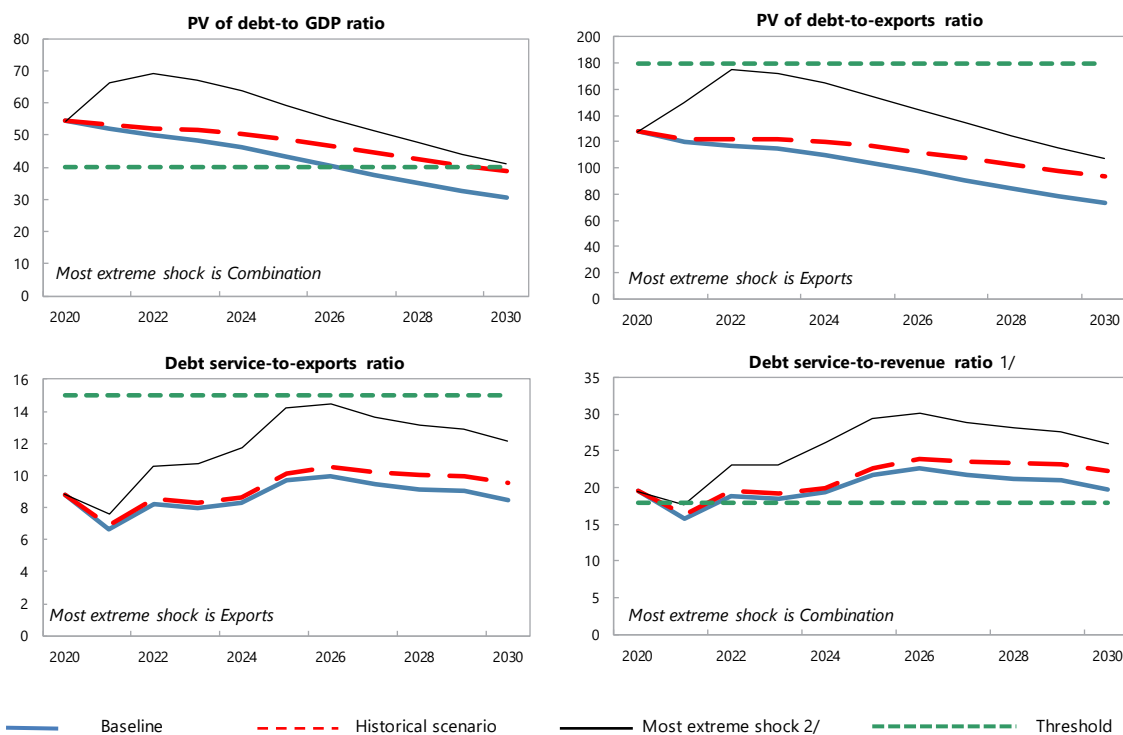 PV of debt-to GDP ratio
80
70
60
50
40
30
20
10
0
Most extreme shock is Combination
2020 2022 2024 2026 2028 2030
PV of debt-to-exports ratio
200
180
160
140
120
100
80
60
40
20
0
Most extreme shock is Exports
2020 2022 2024 2026 2028 2030
Debt service-to-exports ratio
16
14
12
10
8
6
4
2
0
Most extreme shock is Exports
2020 2022 2024 2026 2028 2030
Debt service-to-revenue ratio 1/
35
30
25
20
15
10
5
0
Most extreme shock is Combination
2020 2022 2024 2026 2028 2030
Baseline Historical scenario Most extreme shock 2/ Threshold